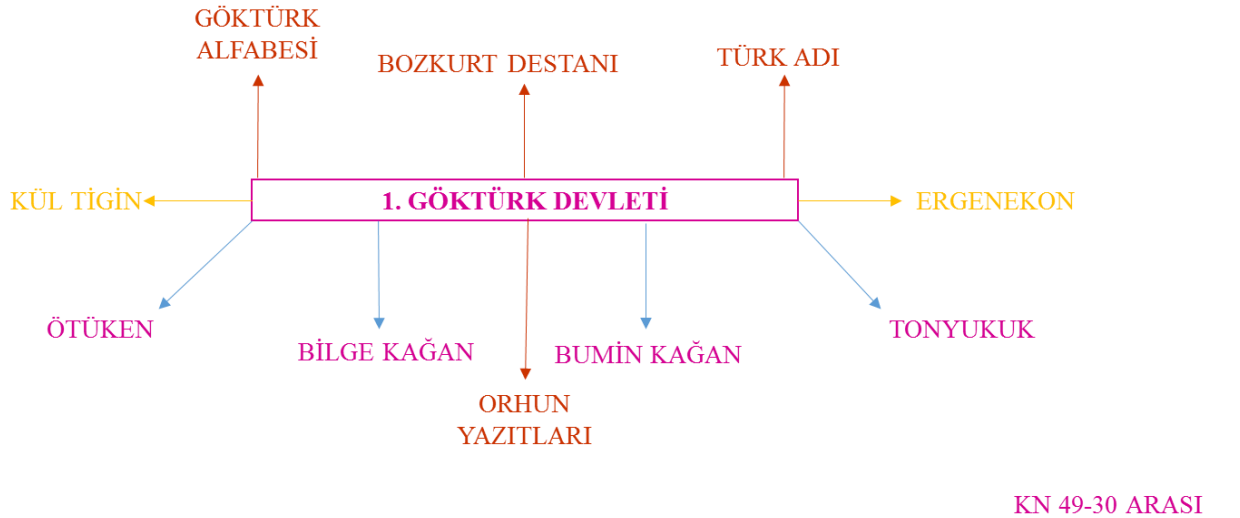 GÖKTÜRK
ALFABESİ
BOZKURT DESTANI
TÜRK ADI
KÜL TİGİN
1. GÖKTÜRK DEVLETİ
ERGENEKON
ÖTÜKEN
BİLGE KAĞAN
BUMİN KAĞAN
TONYUKUK
ORHUN
YAZITLARI
KN 49-30 ARASI